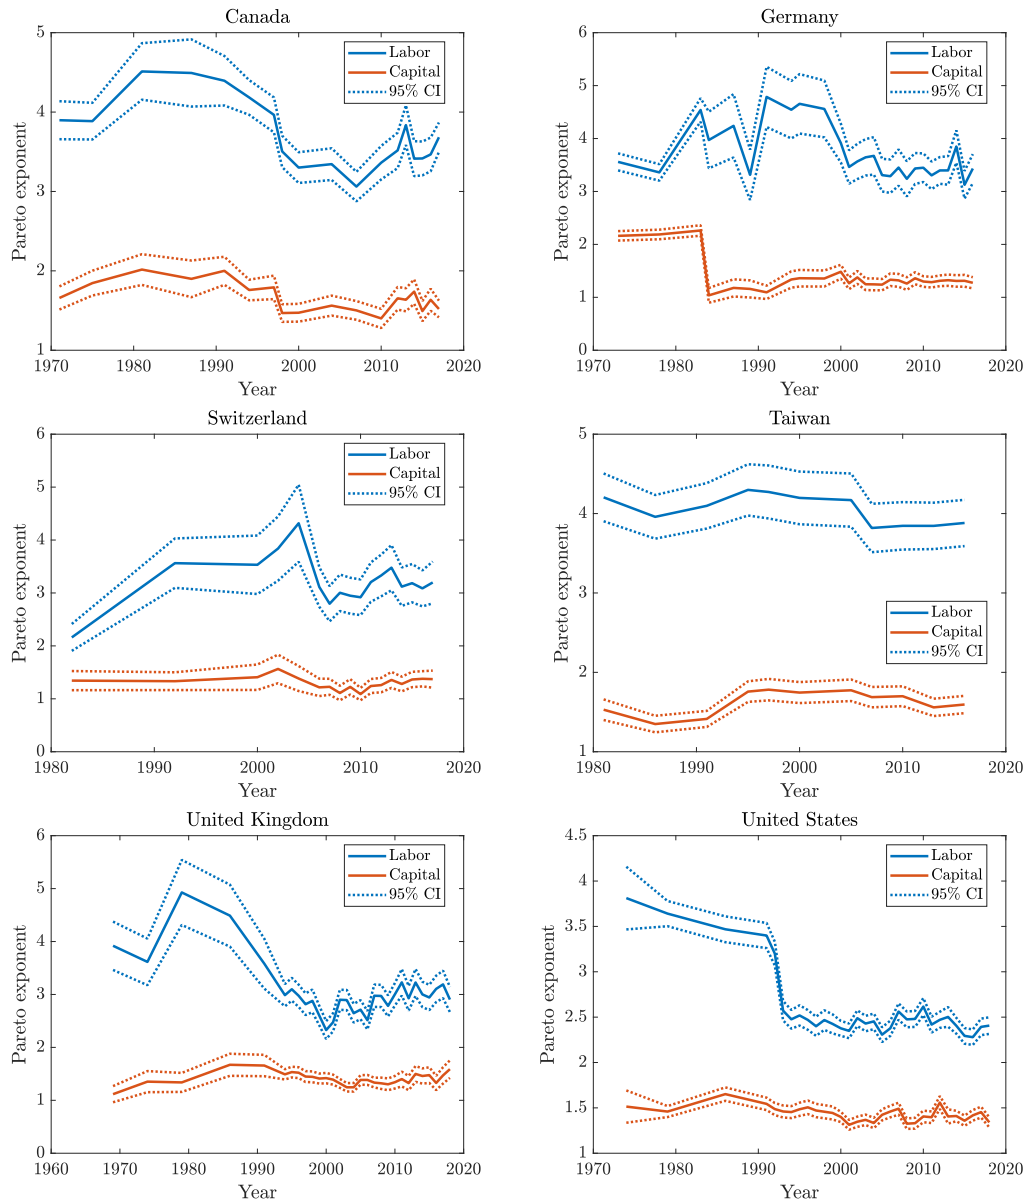 Canada
Pareto exponent
5
4
3
2
1
Labor
Capital
95% CI
1970 1980 1990 2000 2010 2020
Year
Germany
Pareto exponent
6
5
4
3
2
1
0
Labor
Capital
95% CI
1970 1980 1990 2000 2010 2020
Year
Switzerland
Pareto exponent
6
5
4
3
2
1
0
Labor
Capital
95% CI
1980 1990 2000 2010 2020
Year
Taiwan
Pareto exponent
5
4
3
2
1
Labor
Capital
95% CI
1980 1990 2000 2010 2020
Year
United Kingdom
Pareto exponent
6
5
4
3
2
1
0
Labor
Capital
95% CI
1960 1970 1980 1990 2000 2010 2020
Year
United States
Pareto exponent
4.5
4
3.5
3
2.5
2
1.5
1
Labor
Capital
95% CI
1970 1980 1990 2000 2010 2020
Year